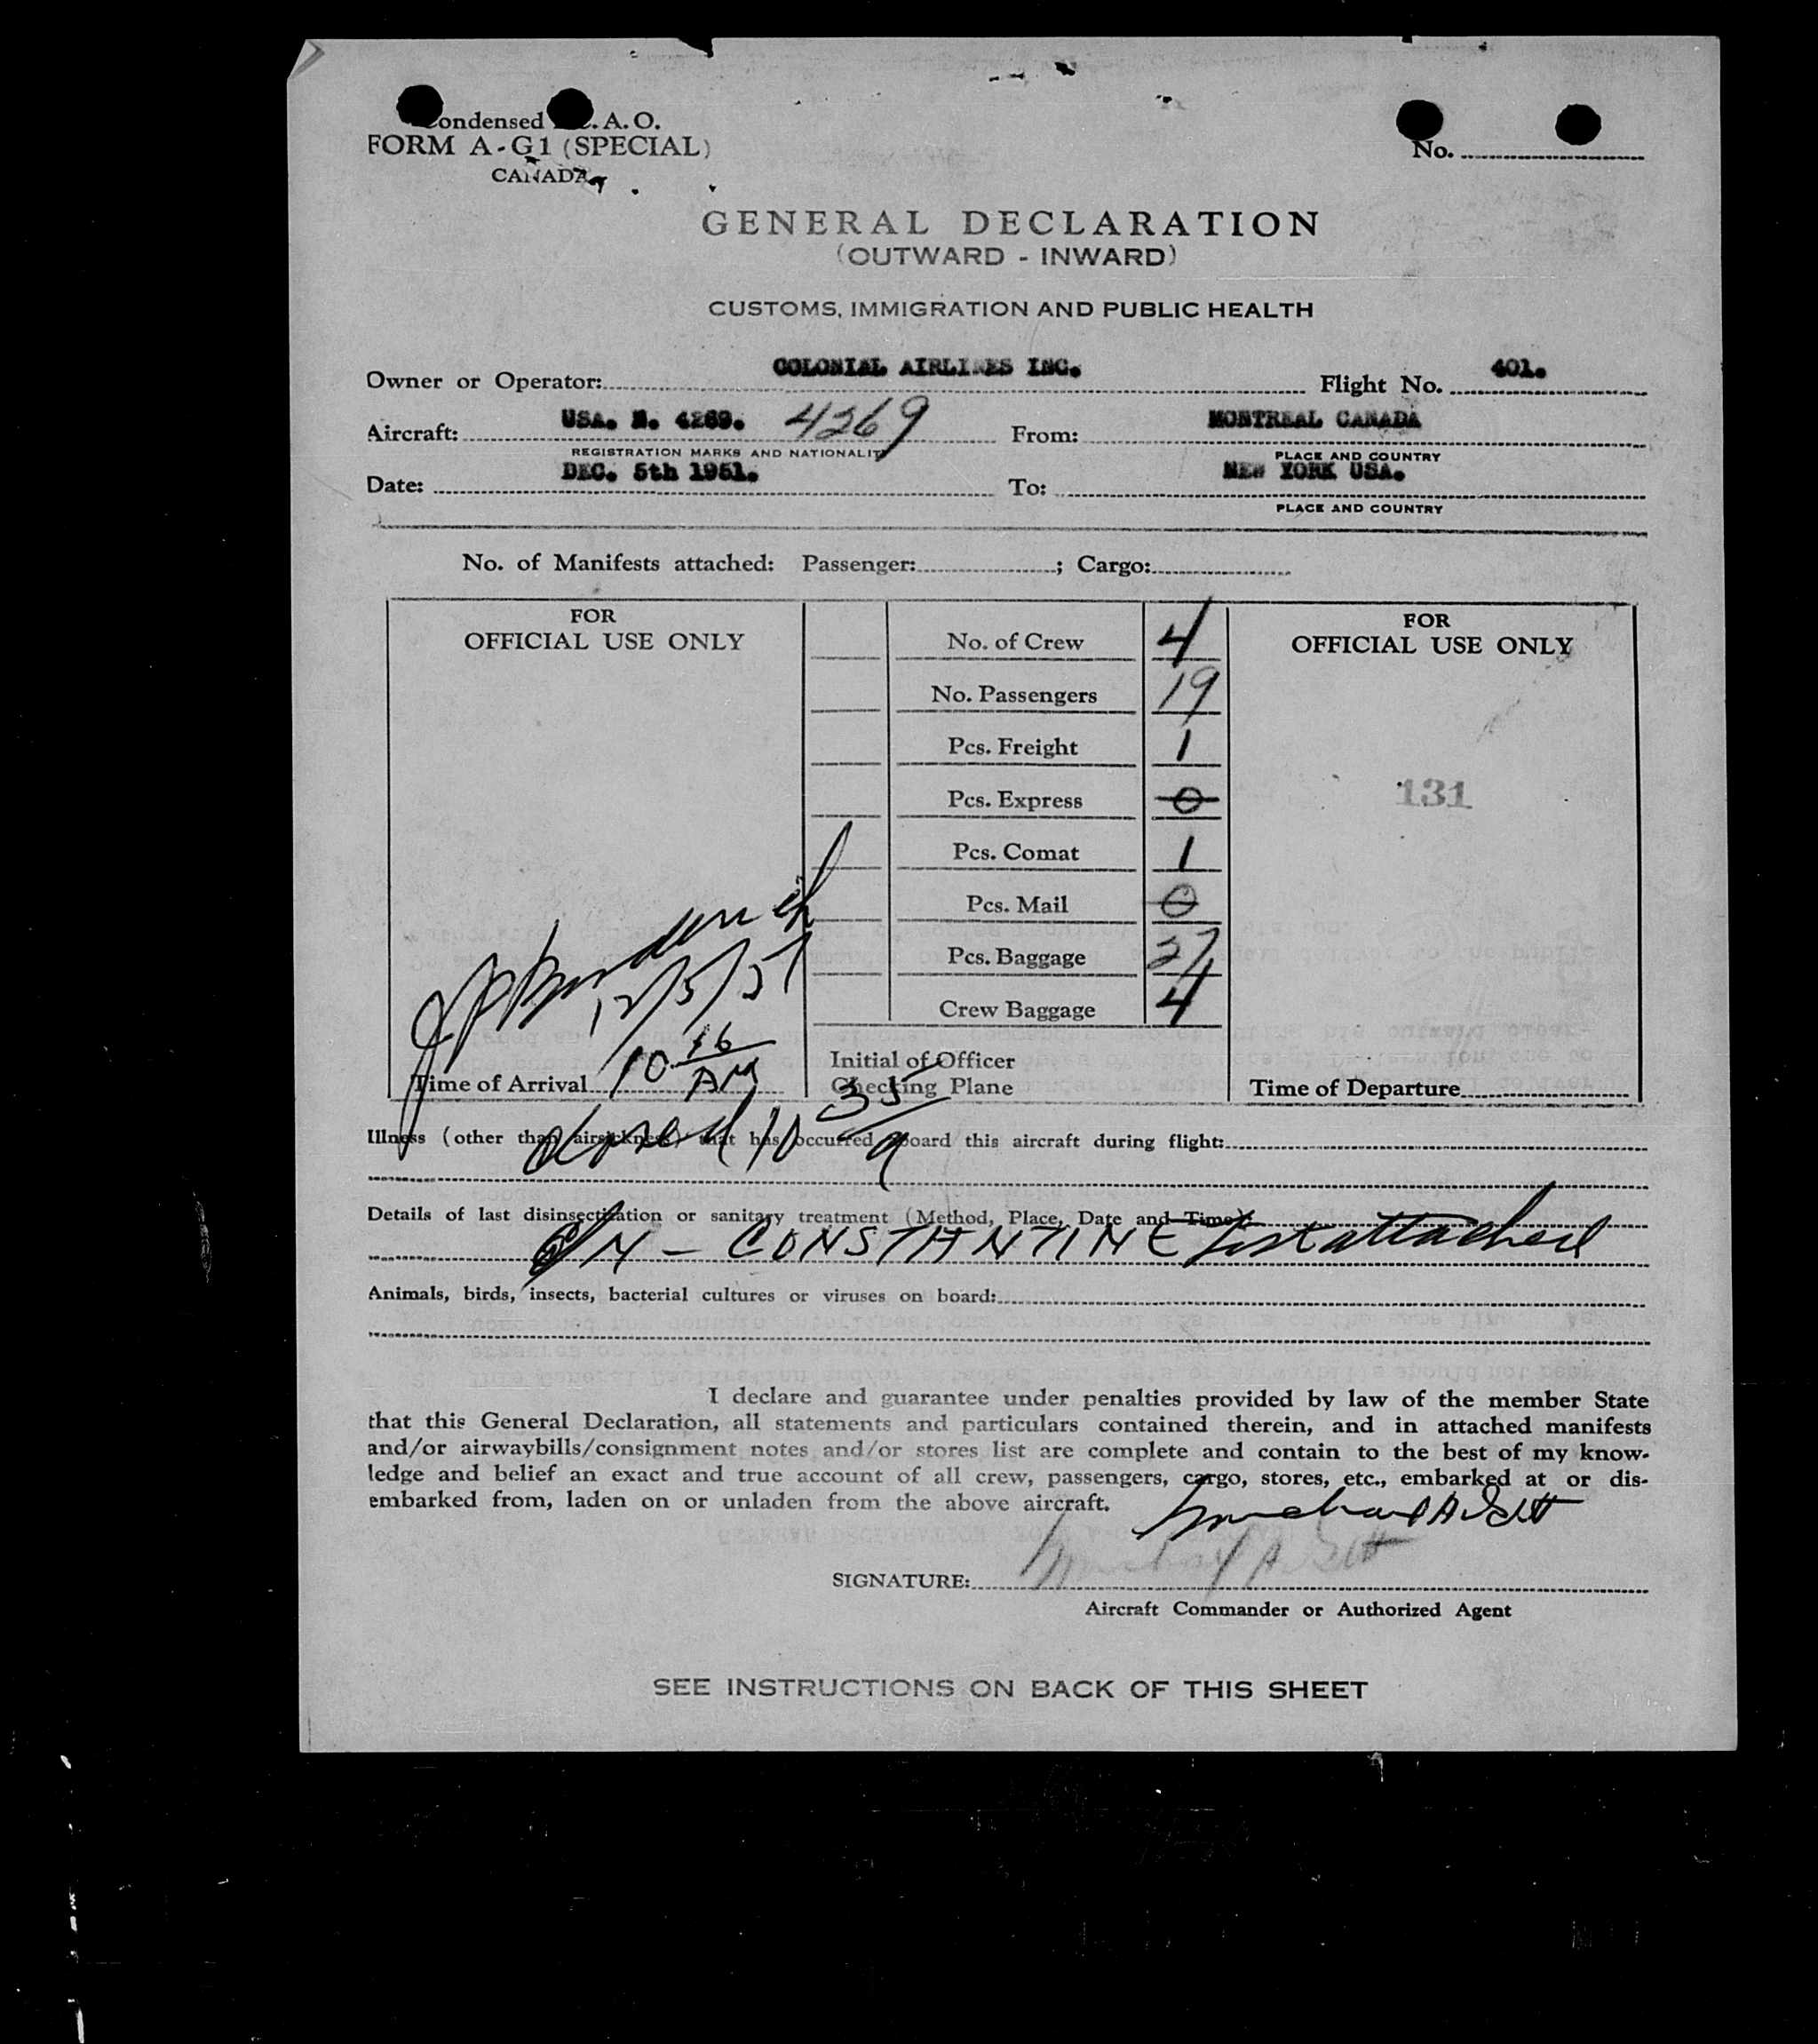 ondensed .A.O.
FORM A-G1 (SPECIAL)
CANADA
No.
GENERAL DECLARATION
(OUTWARD - INWARD)
CUSTOMS, IMMIGRATION AND PUBLIC HEALTH
Owner or Operator: COLONIAL AIRLINES INC. Flight No. 401.
Aircraft: USA. N. 4269. 4269 From: MONTREAL CANADA
REGISTRATION MARKS AND NATIONALITY PLACE AND COUNTRY
Date: DEC. 5th 1951. To: NEW YORK USA.
PLACE AND COUNTRY
No. of Manifests attached: Passenger: ; Cargo:
FOR
OFFICIAL USE ONLY
No. of Crew 4
No. Passengers 19
Pcs. Freight 1
Pcs. Express 0
Pcs. Comat 1
Pcs. Mail 0
Pcs. Baggage 27
Crew Baggage 4
FOR
OFFICIAL USE ONLY
131
12/5/51
Time of Arrival 10 16 AM
Initial of Officer
Checking Plane
Time of Departure
closed 10 35 A
Illness (other than airsickness) that has occurred aboard this aircraft during flight:
Details of last disinsectization or sanitary treatment (Method, Place, Date and Time):
CONSTANTINE List attached
Animals, birds, insects, bacterial cultures or viruses on board:
I declare and guarantee under penalties provided by law of the member State
that this General Declaration, all statements and particulars contained therein, and in attached manifests
and/or airwaybills/consignment notes and/or stores list are complete and contain to the best of my know-
ledge and belief an exact and true account of all crew, passengers, cargo, stores, etc., embarked at or dis-
embarked from, laden on or unladen from the above aircraft.
SIGNATURE:
Aircraft Commander or Authorized Agent
SEE INSTRUCTIONS ON BACK OF THIS SHEET